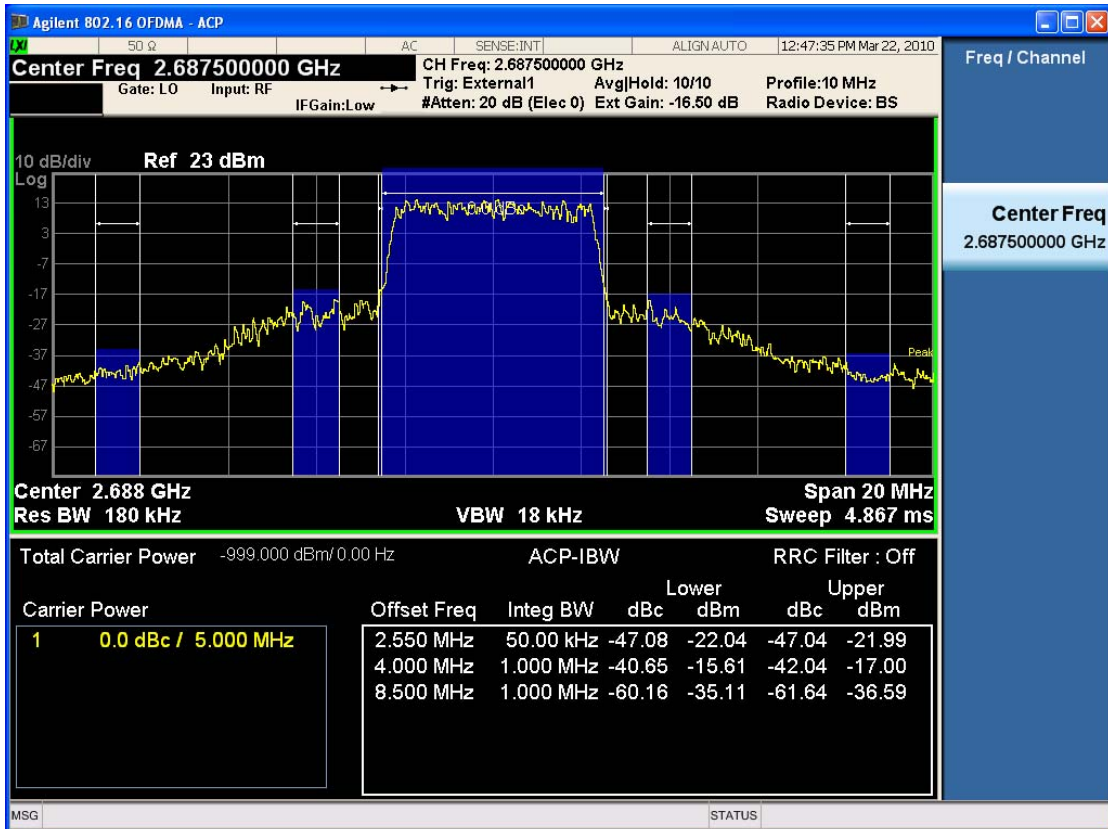 Agilent 802.16 OFDMA - ACP
LXI 50 Ω AC SENSE:INT ALIGN AUTO 12:47:35 PM Mar 22, 2010
Center Freq 2.687500000 GHz
Gate: LO Input: RF
IFGain:Low
CH Freq: 2.687500000 GHz
Trig: External1 Avg|Hold: 10/10 Profile:10 MHz
#Atten: 20 dB (Elec 0) Ext Gain: -16.50 dB Radio Device: BS
Freq / Channel
Center Freq
2.687500000 GHz
10 dB/div Ref 23 dBm
Log
13
3
-7
-17
-27
-37
-47
-57
-67
0.0 dBc
Peak
Center 2.688 GHz Span 20 MHz
Res BW 180 kHz VBW 18 kHz Sweep 4.867 ms
Total Carrier Power -999.000 dBm/ 0.00 Hz ACP-IBW RRC Filter : Off
Lower Upper
Carrier Power Offset Freq Integ BW dBc dBm dBc dBm
1 0.0 dBc / 5.000 MHz 2.550 MHz 50.00 kHz -47.08 -22.04 -47.04 -21.99
4.000 MHz 1.000 MHz -40.65 -15.61 -42.04 -17.00
8.500 MHz 1.000 MHz -60.16 -35.11 -61.64 -36.59
MSG STATUS